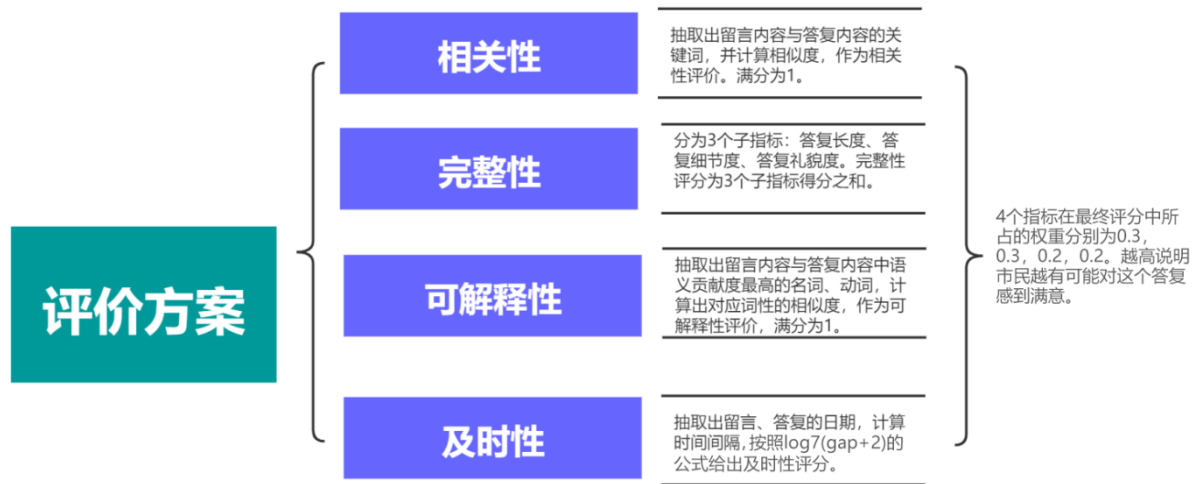 评价方案
相关性
抽取出留言内容与答复内容的关
键词，并计算相似度，作为相关
性评价。满分为1。
完整性
分为3个子指标：答复长度、答
复细节度、答复礼貌度。完整性
评分为3个子指标得分之和。
可解释性
抽取出留言内容与答复内容中语
义贡献度最高的名词、动词，计
算出对应词性的相似度，作为可
解释性评价，满分为1。
及时性
抽取出留言、答复的日期，计算
时间间隔，按照log7(gap+2)的
公式给出及时性评分。
4个指标在最终评分中所
占的权重分别为0.3，
0.3，0.2，0.2。越高说明
市民越有可能对这个答复
感到满意。